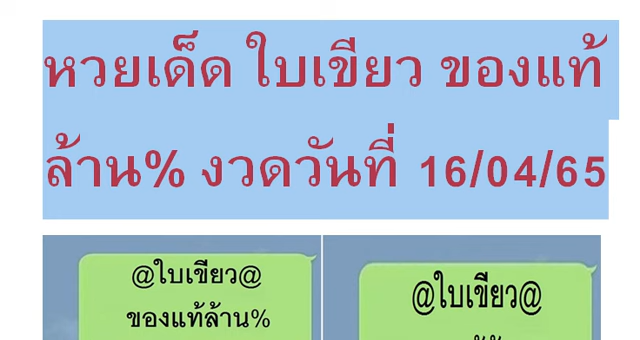 หวยเด็ด ใบเขียว ของแท้
ล้าน% งวดวันที่ 16/04/65
@ใบเขียว@
ของแท้ล้าน%
@ใบเขียว@